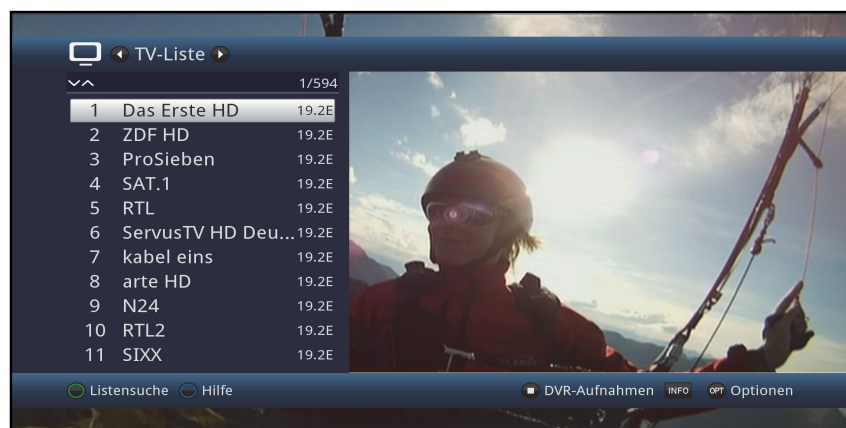 TV-Liste
1/594
1 Das Erste HD 19.2E
2 ZDF HD 19.2E
3 ProSieben 19.2E
4 SAT.1 19.2E
5 RTL 19.2E
6 ServusTV HD Deu... 19.2E
7 kabel eins 19.2E
8 arte HD 19.2E
9 N24 19.2E
10 RTL2 19.2E
11 SIXX 19.2E
Listensuche Hilfe DVR-Aufnahmen INFO OPT Optionen